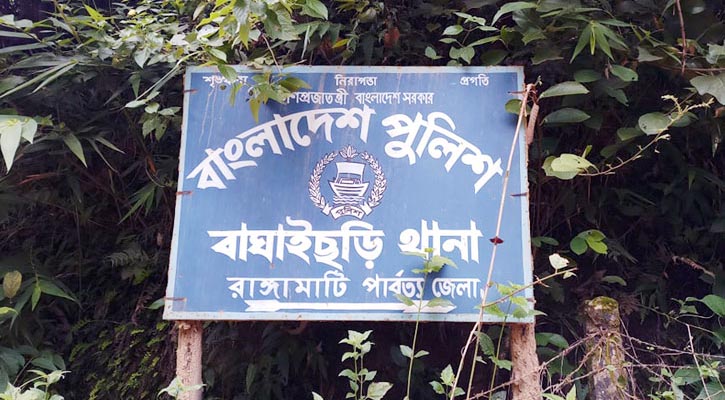 শৃঙ্খলা নিরাপত্তা প্রগতি
গণপ্রজাতন্ত্রী বাংলাদেশ সরকার
বাংলাদেশ পুলিশ
পুলিশ
বাঘাইছড়ি থানা
রাঙ্গামাটি পার্বত্য জেলা